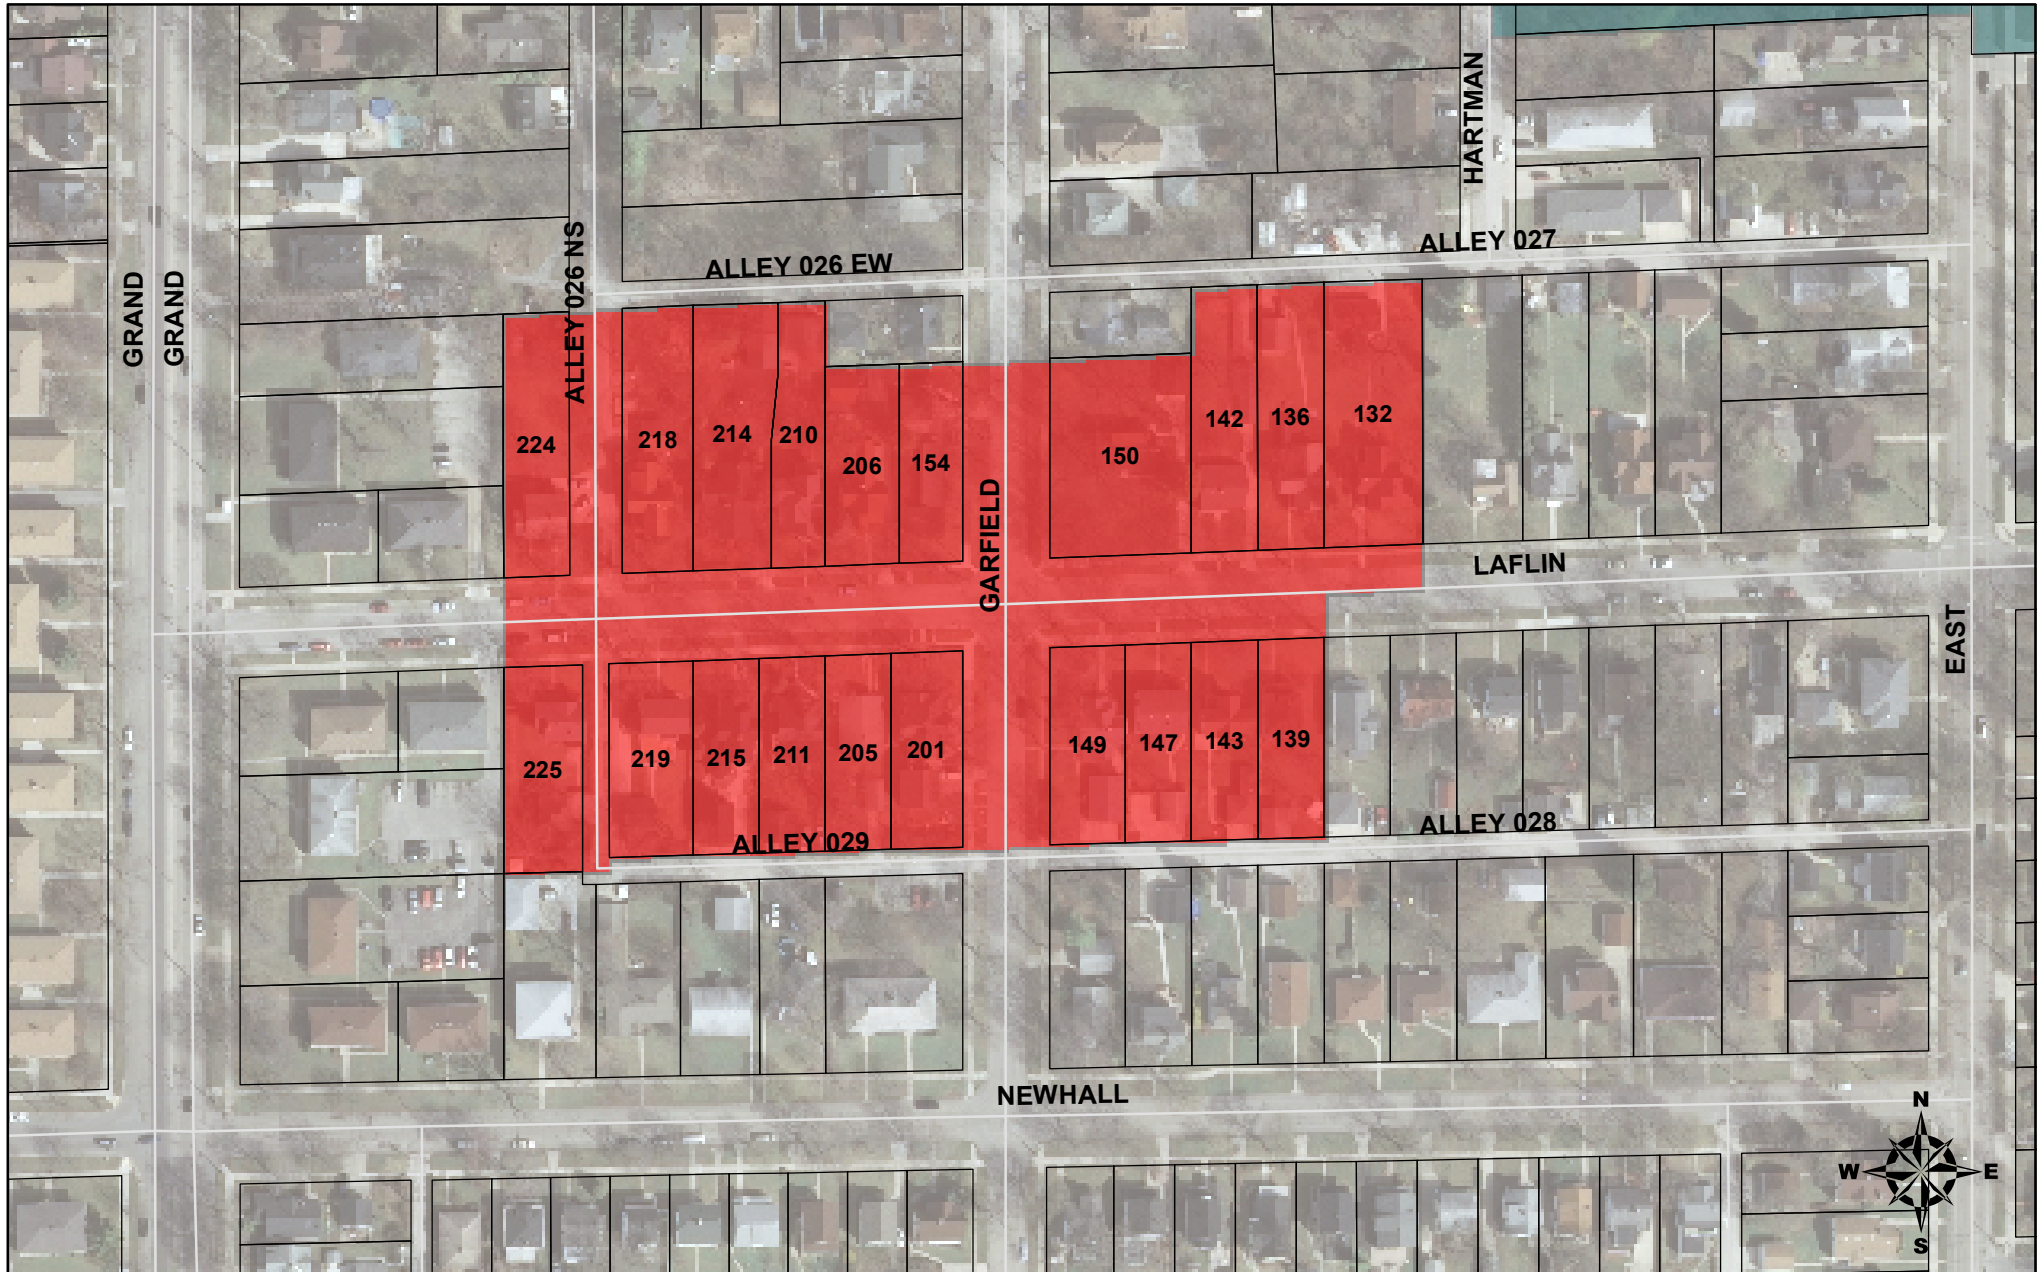 HARTMAN
ALLEY 027
ALLEY 026 EW
ALLEY 026 NS
GRAND
GRAND
224
218
214
210
206
154
150
142
136
132
GARFIELD
LAFLIN
EAST
225
219
215
211
205
201
149
147
143
139
ALLEY 029
ALLEY 028
NEWHALL
N
W
E
S